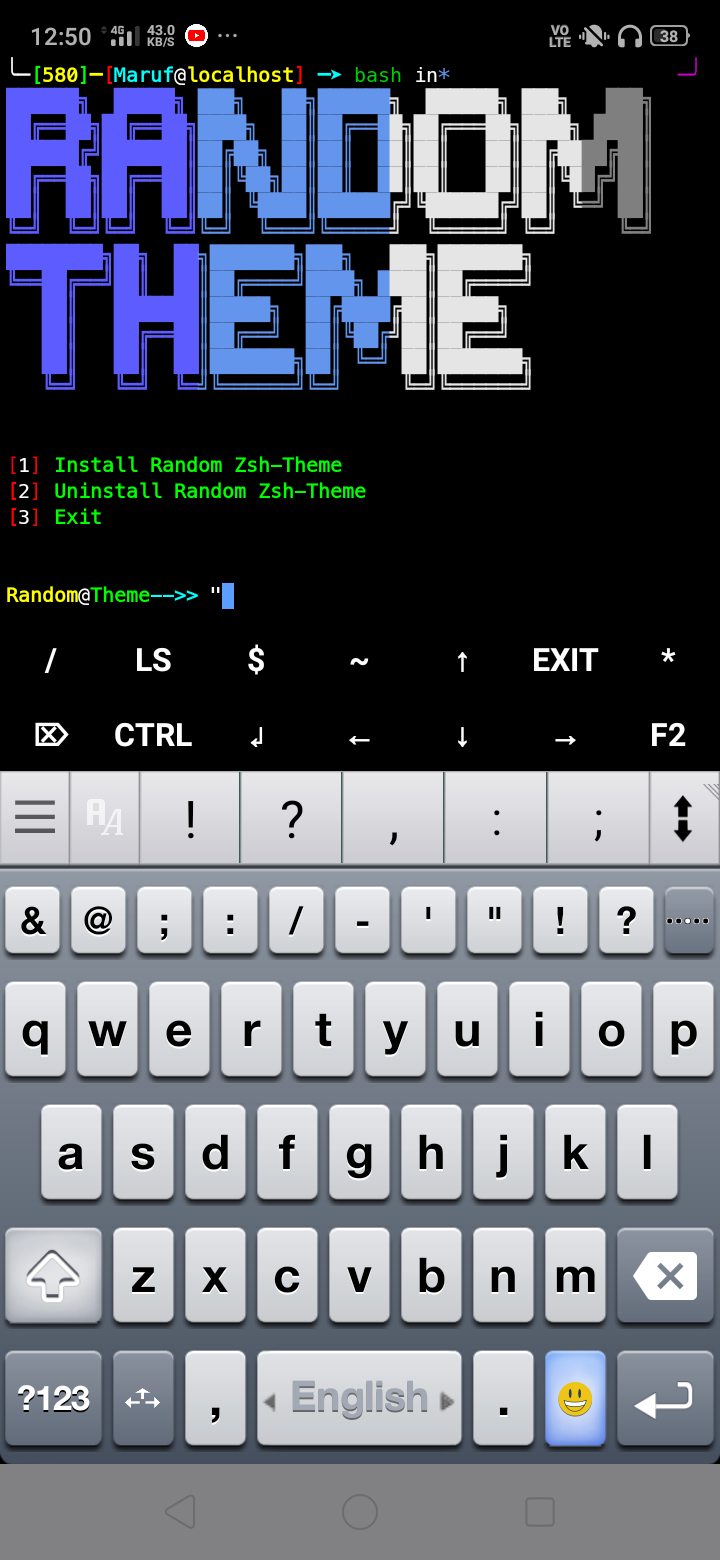 12:50 4G 43.0 KB/S ... VO LTE 38
[580]─[Maruf@localhost] ─➤ bash in*
RANDOM
THEME
[1] Install Random Zsh-Theme
[2] Uninstall Random Zsh-Theme
[3] Exit
Random@Theme-->> "
/ LS $ ~ ↑ EXIT *
⌦ CTRL ↲ ← ↓ → F2
! ? , : ;
& @ ; : / - ' " ! ? .....
q w e r t y u i o p
a s d f g h j k l
z x c v b n m
?123 , English .